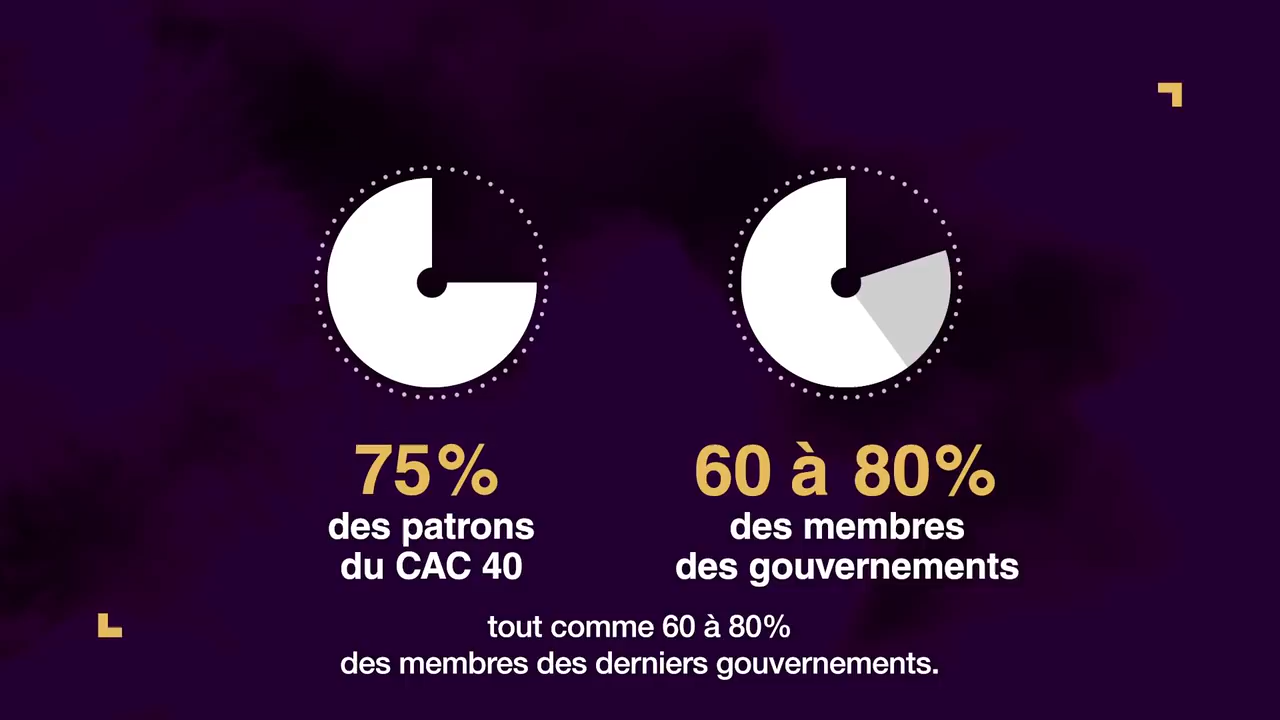 75%
des patrons
du CAC 40
60 à 80%
des membres
des gouvernements
tout comme 60 à 80%
des membres des derniers gouvernements.